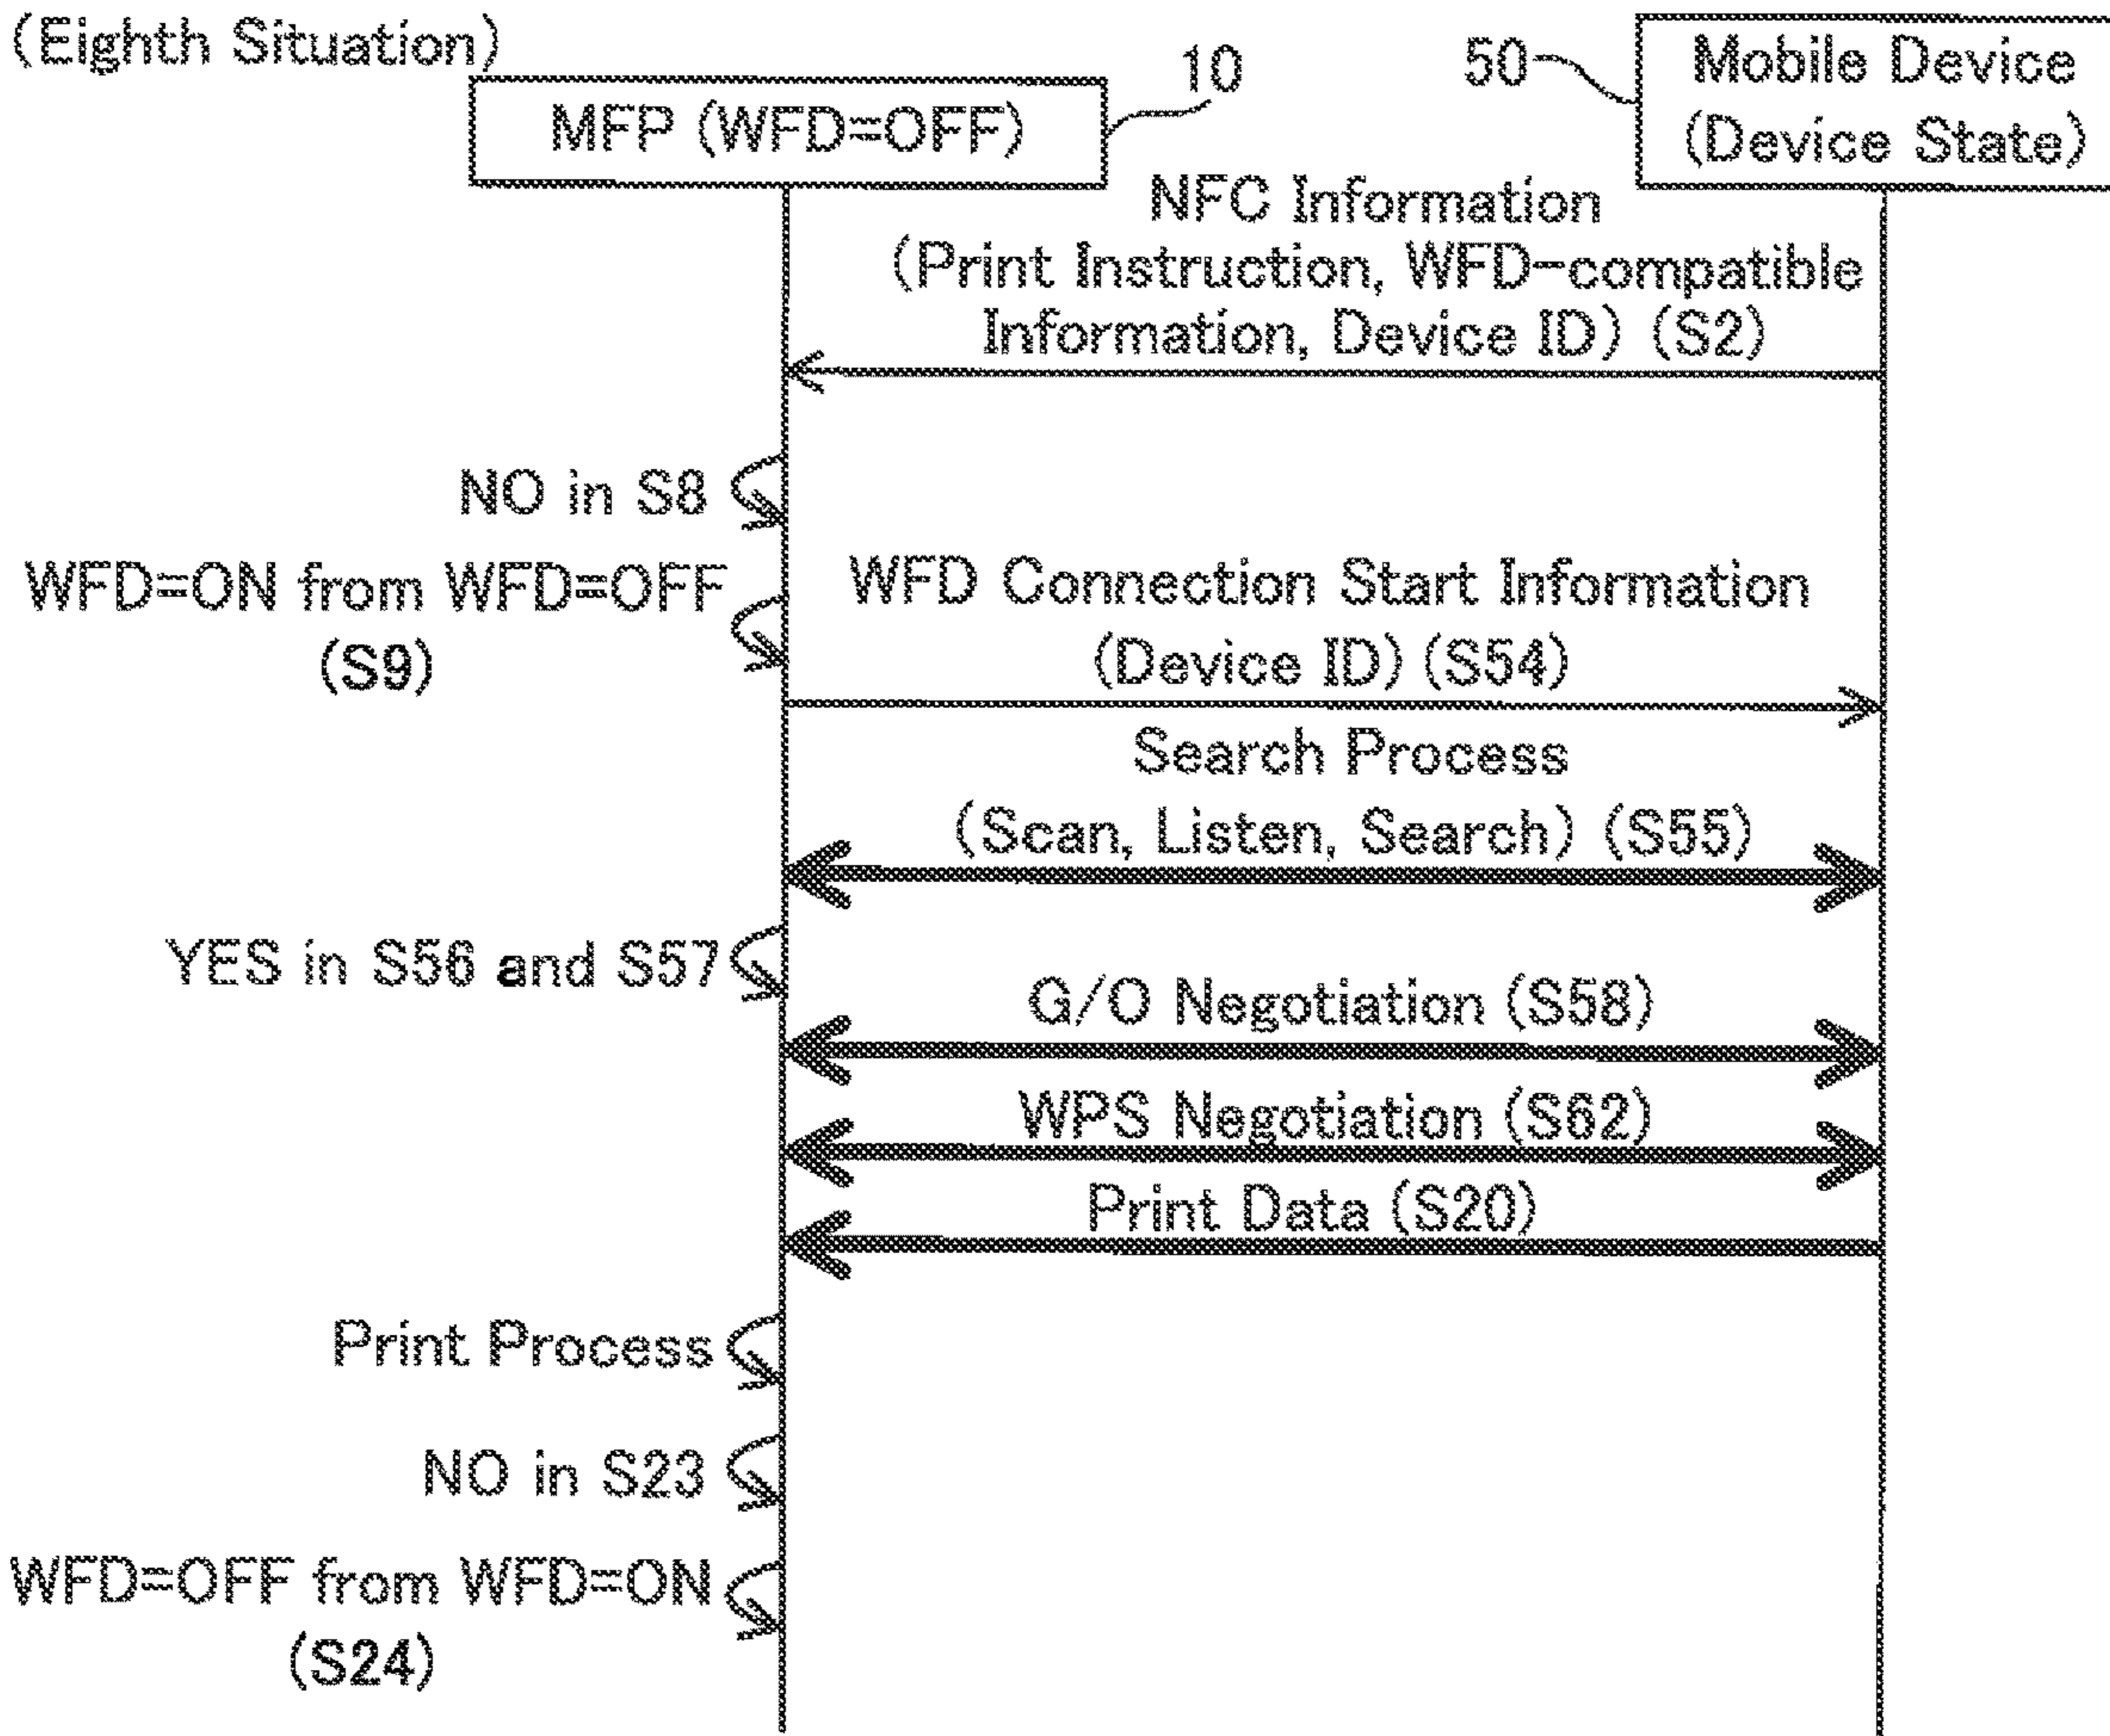 (Eighth Situation)
10
50
Mobile Device
(Device State)
MFP (WFD=OFF)
NFC Information
(Print Instruction, WFD-compatible
Information, Device ID) (S2)
NO in S8
WFD=ON from WFD=OFF
(S9)
WFD Connection Start Information
(Device ID) (S54)
Search Process
(Scan, Listen, Search) (S55)
YES in S56 and S57
G/O Negotiation (S58)
WPS Negotiation (S62)
Print Data (S20)
Print Process
NO in S23
WFD=OFF from WFD=ON
(S24)